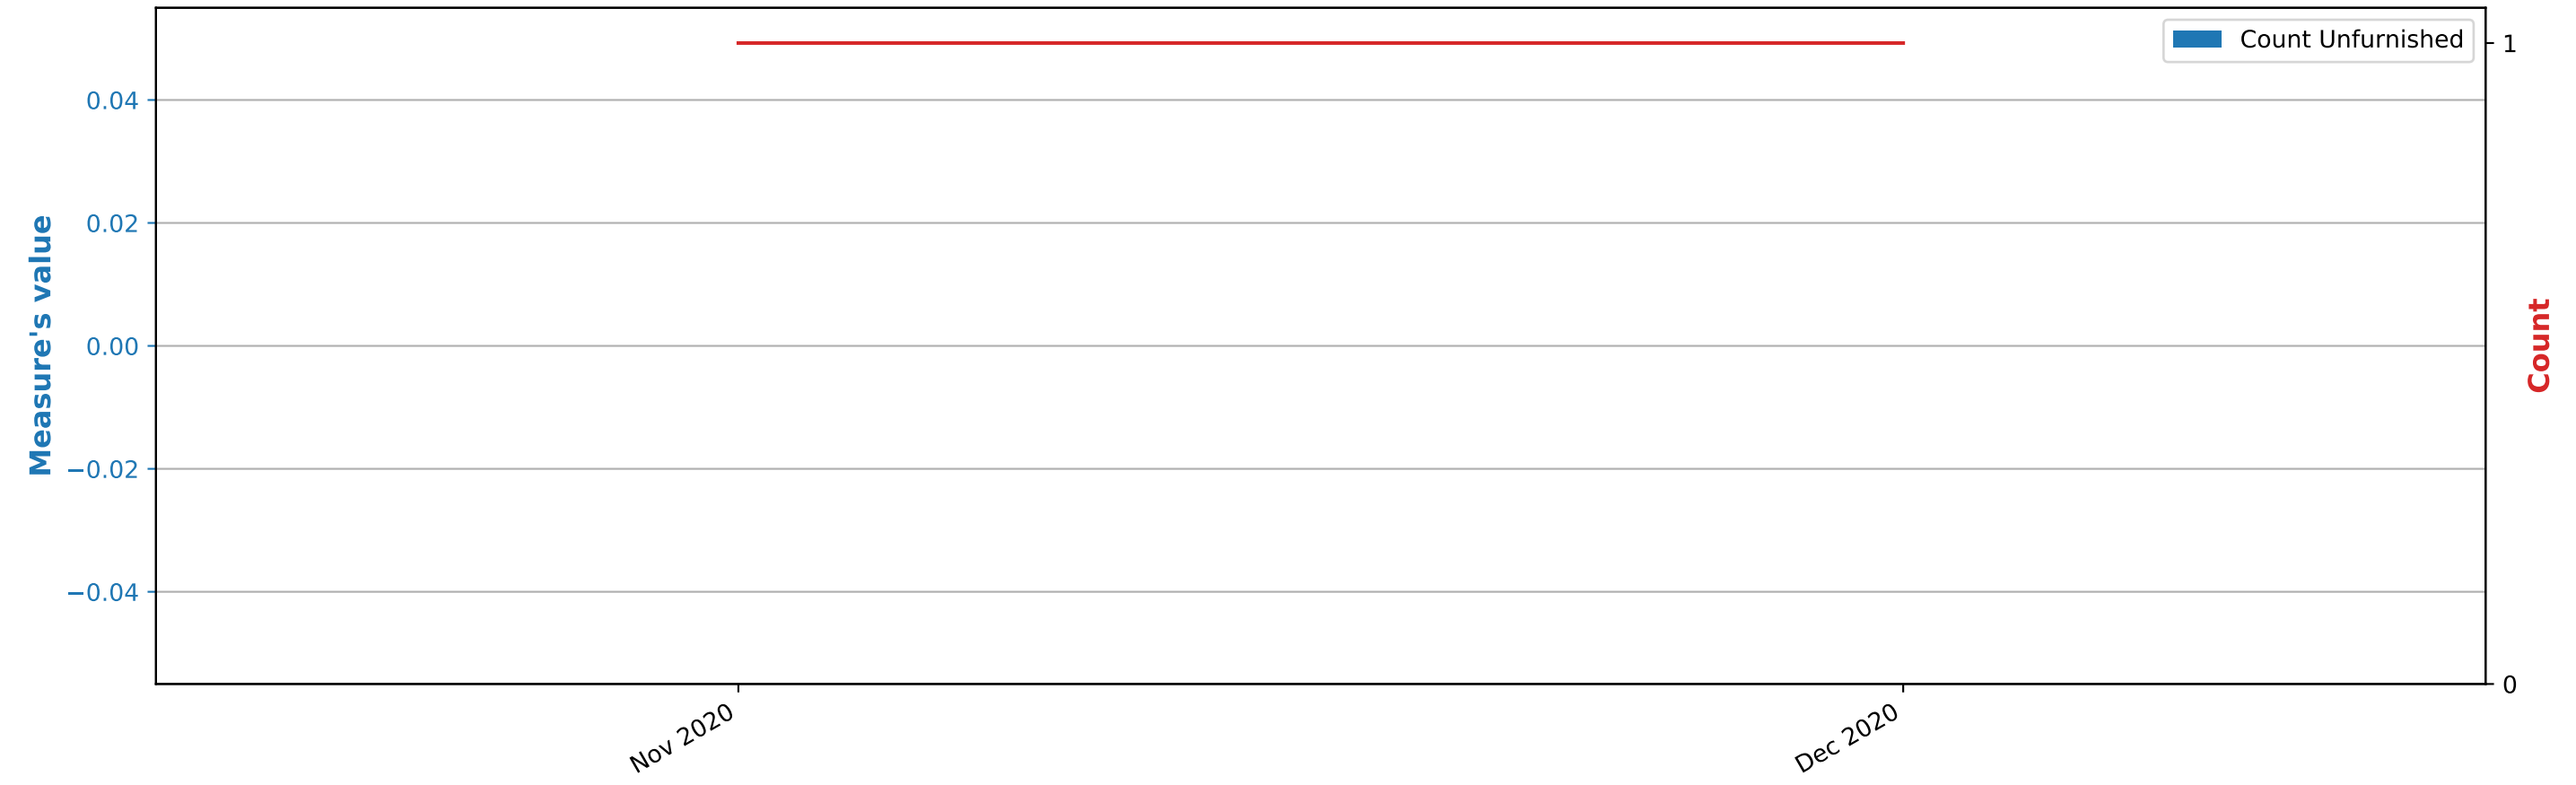 Count Unfurnished
1
0.04
0.02
0.00
−0.02
−0.04
0
Measure's value
Count
Nov 2020
Dec 2020